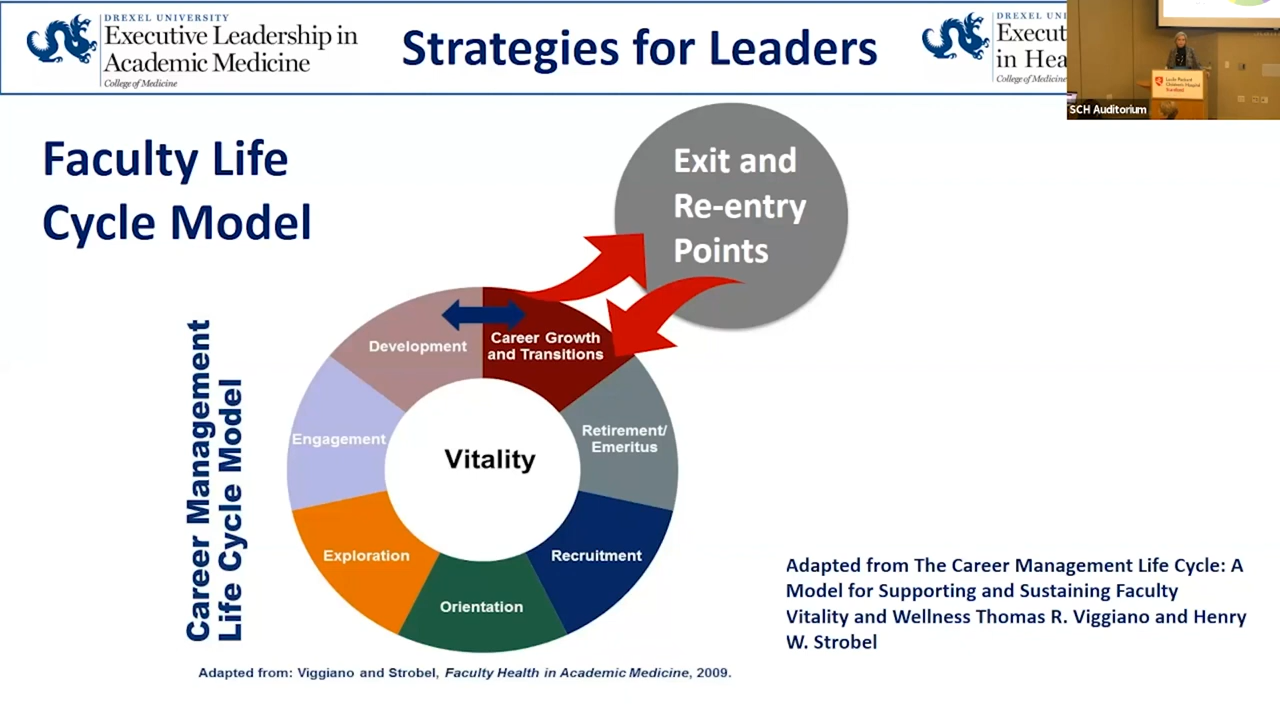 DREXEL UNIVERSITY
Executive Leadership in
Academic Medicine
College of Medicine
Strategies for Leaders
DREXEL UNI
Execut
in Hea
College of Medicine
SCH Auditorium
Faculty Life
Cycle Model
Exit and
Re-entry
Points
Career Management
Life Cycle Model
Development
Career Growth
and Transitions
Engagement
Vitality
Retirement/
Emeritus
Exploration
Recruitment
Orientation
Adapted from The Career Management Life Cycle: A
Model for Supporting and Sustaining Faculty
Vitality and Wellness Thomas R. Viggiano and Henry
W. Strobel
Adapted from: Viggiano and Strobel, Faculty Health in Academic Medicine, 2009.